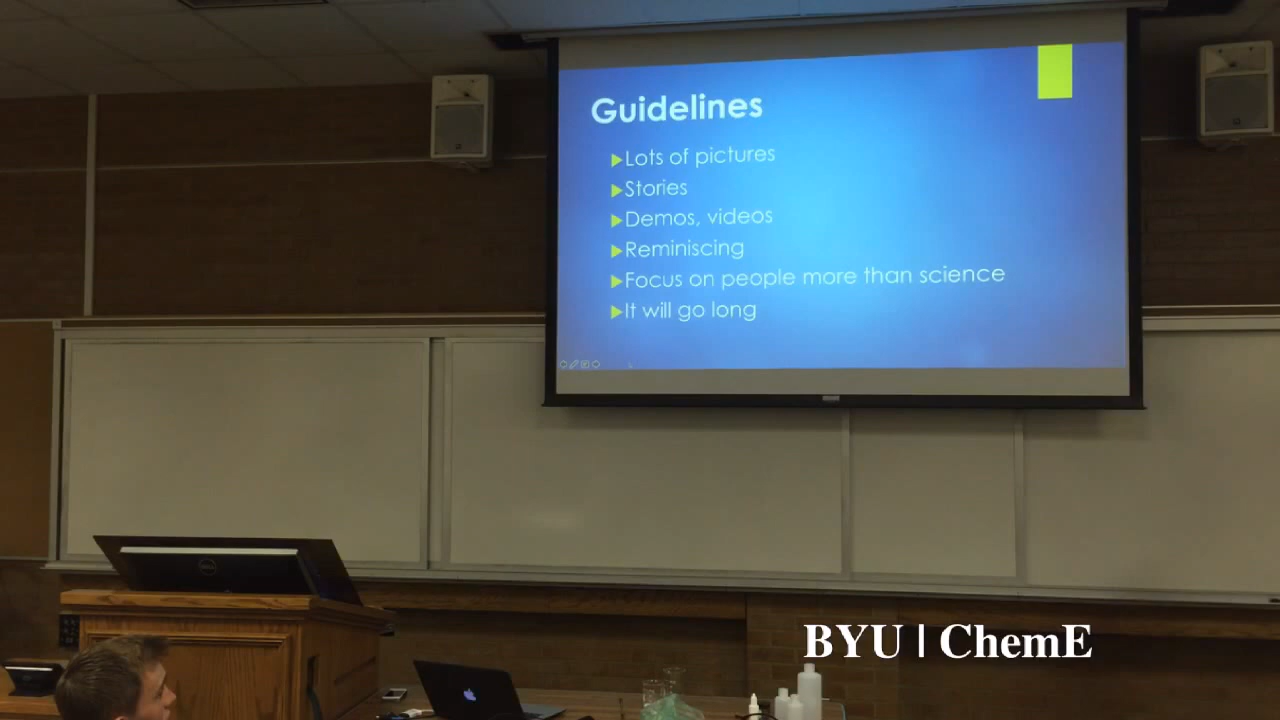 Guidelines
Lots of pictures
Stories
Demos, videos
Reminiscing
Focus on people more than science
It will go long
DELL
BYU | ChemE